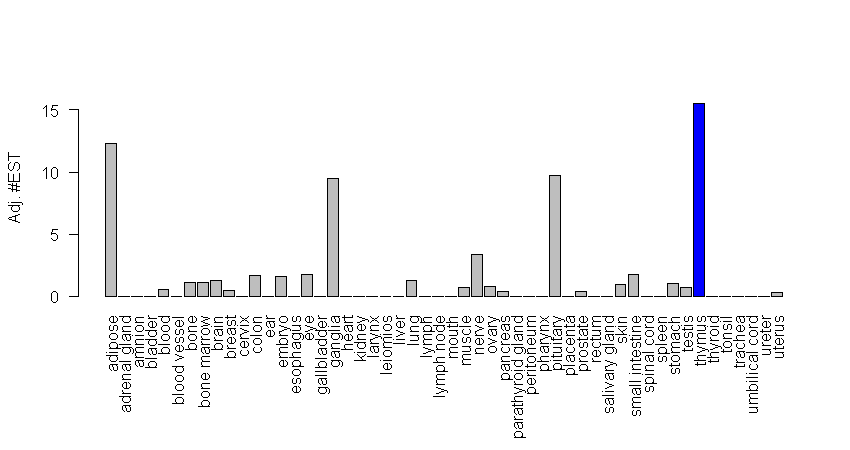 Adj. #EST
15
10
5
0
adipose
adrenal gland
amnion
bladder
blood
blood vessel
bone
bone marrow
brain
breast
cervix
colon
ear
embryo
esophagus
eye
gallbladder
ganglia
heart
kidney
larynx
leiomios
liver
lung
lymph
lymph node
mouth
muscle
nerve
ovary
pancreas
parathyroid gland
peritoneum
pharynx
pituitary
placenta
prostate
rectum
salivary gland
skin
small intestine
spinal cord
spleen
stomach
testis
thymus
thyroid
tonsil
trachea
umbilical cord
ureter
uterus